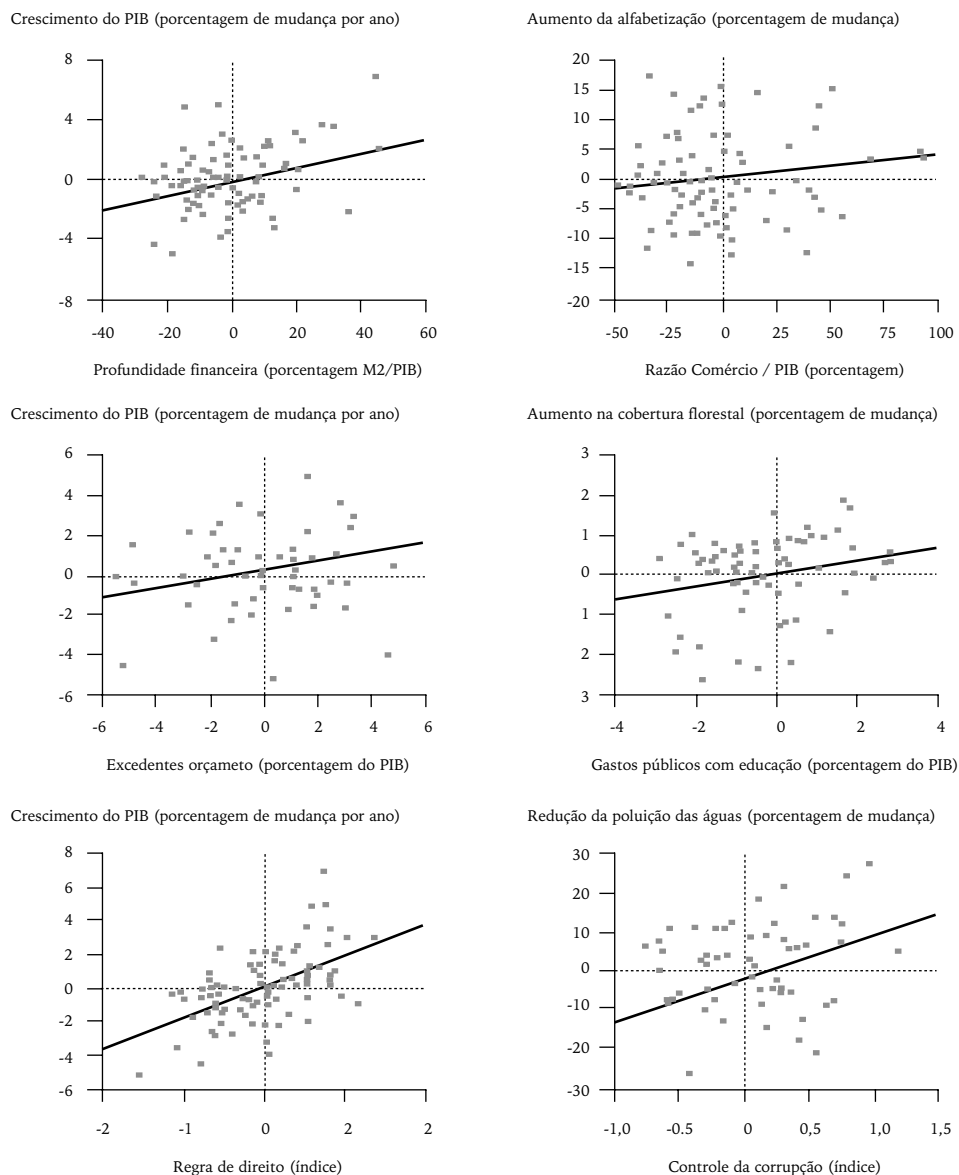 Crescimento do PIB (porcentagem de mudança por ano)
8
4
0
-4
-8
-40 -20 0 20 40 60
Profundidade financeira (porcentagem M2/PIB)
Aumento da alfabetização (porcentagem de mudança)
20
15
10
5
0
-5
-10
-15
-20
-50 -25 0 25 50 75 100
Razão Comércio / PIB (porcentagem)
Crescimento do PIB (porcentagem de mudança por ano)
6
4
2
0
-2
-4
-6
-6 -2 0 2 6
Excedentes orçameto (porcentagem do PIB)
Aumento na cobertura florestal (porcentagem de mudança)
3
2
1
0
1
2
3
-4 -2 0 2 4
Gastos públicos com educação (porcentagem do PIB)
Crescimento do PIB (porcentagem de mudança por ano)
8
6
4
2
0
-2
-4
-6
-2 -1 0 2 2
Regra de direito (índice)
Redução da poluição das águas (porcentagem de mudança)
30
20
10
0
-10
-20
-30
-1,0 -0.5 0 0,5 1,0 1,5
Controle da corrupção (índice)